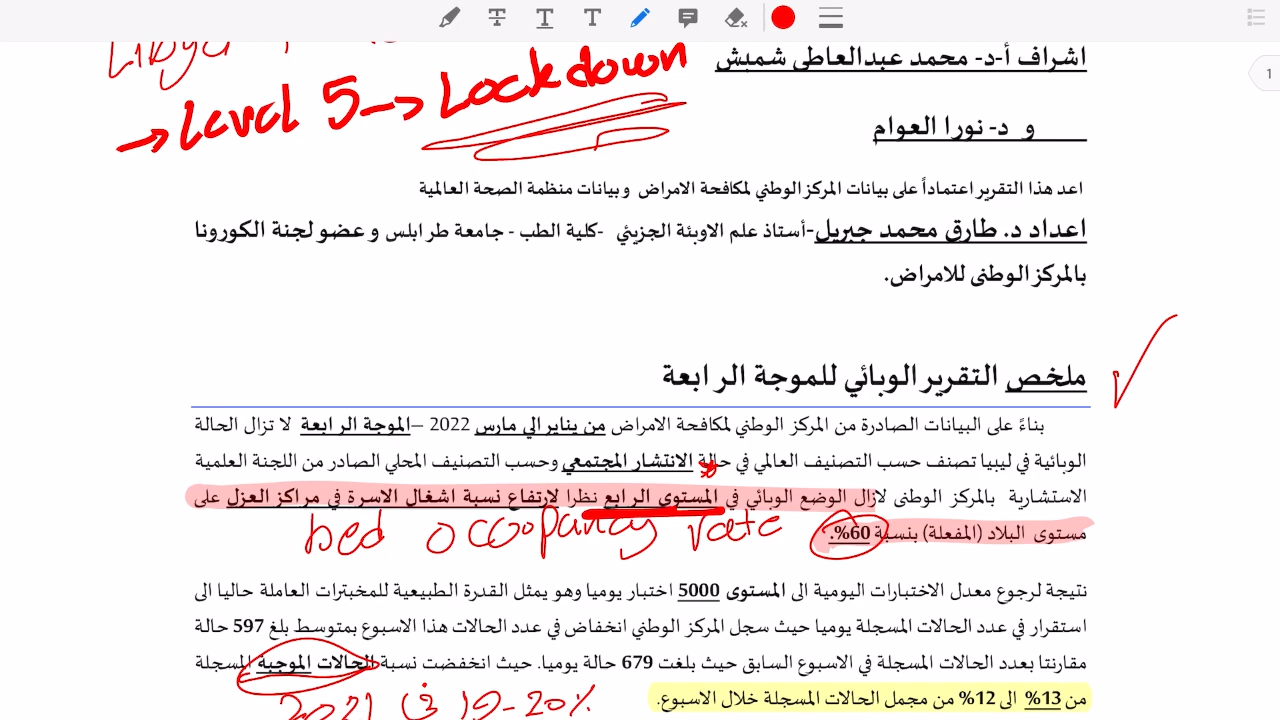 Libya
→ Level 5 → Lockdown
اشراف أ-د- محمد عبدالعاطى شمبش
و د- نورا العوام
اعد هذا التقرير اعتماداً على بيانات المركز الوطني لمكافحة الامراض وبيانات منظمة الصحة العالمية
اعداد د. طارق محمد جبريل-أستاذ علم الاوبئة الجزيئي -كلية الطب - جامعة طرابلس وعضو لجنة الكورونا
بالمركز الوطنى للامراض.
1
ملخص التقرير الوبائي للموجة الرابعة
بناءً على البيانات الصادرة من المركز الوطني لمكافحة الامراض من يناير الي مارس 2022 –الموجة الرابعة لا تزال الحالة
الوبائية في ليبيا تصنف حسب التصنيف العالمي في حالة الانتشار المجتمعي وحسب التصنيف المحلي الصادر من اللجنة العلمية
الاستشارية بالمركز الوطنى لازال الوضع الوبائي في المستوى الرابع نظرا لارتفاع نسبة اشغال الاسرة في مراكز العزل على
مستوى البلاد (المفعلة) بنسبة 60%.
bed occopancy rate
نتيجة لرجوع معدل الاختبارات اليومية الى المستوى 5000 اختبار يوميا وهو يمثل القدرة الطبيعية للمختبرات العاملة حاليا الى
استقرار في عدد الحالات المسجلة يوميا حيث سجل المركز الوطني انخفاض في عدد الحالات هذا الاسبوع بمتوسط بلغ 597 حالة
مقارنتا بعدد الحالات المسجلة في الاسبوع السابق حيث بلغت 679 حالة يوميا. حيث انخفضت نسبة الحالات الموجبة المسجلة
من 13% الى 12% من مجمل الحالات المسجلة خلال الاسبوع.
19-20% في 2021